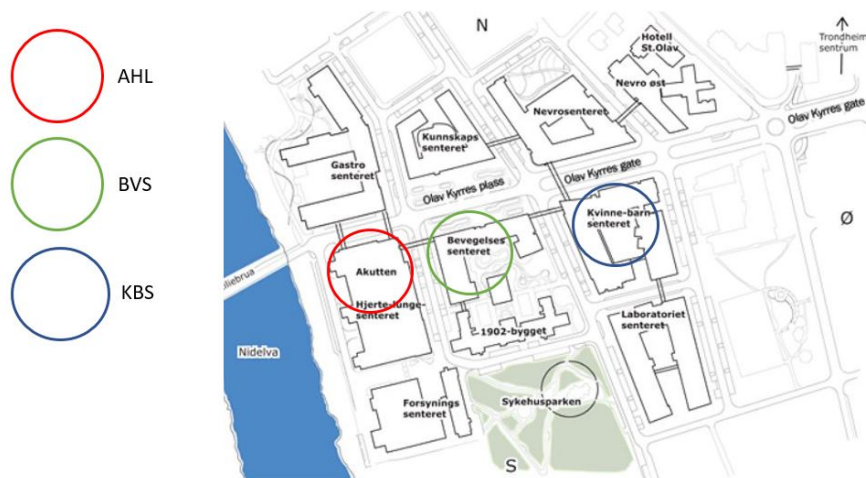 AHL
BVS
KBS
N
Hotell
St.Olav
Trondheim
sentrum
Nevro øst
Nevrosenteret
Olav Kyrres gate
Kunnskaps
senteret
Gastro
senteret
Olav Kyrres plass
Olav Kyrres gate
Kvinne-barn-
senteret
Ø
Bevegelses
senteret
Akutten
Hjerte-lunge-
senteret
1902-bygget
Laboratoriet
senteret
Nidelva
Forsynings
senteret
Sykehusparken
S